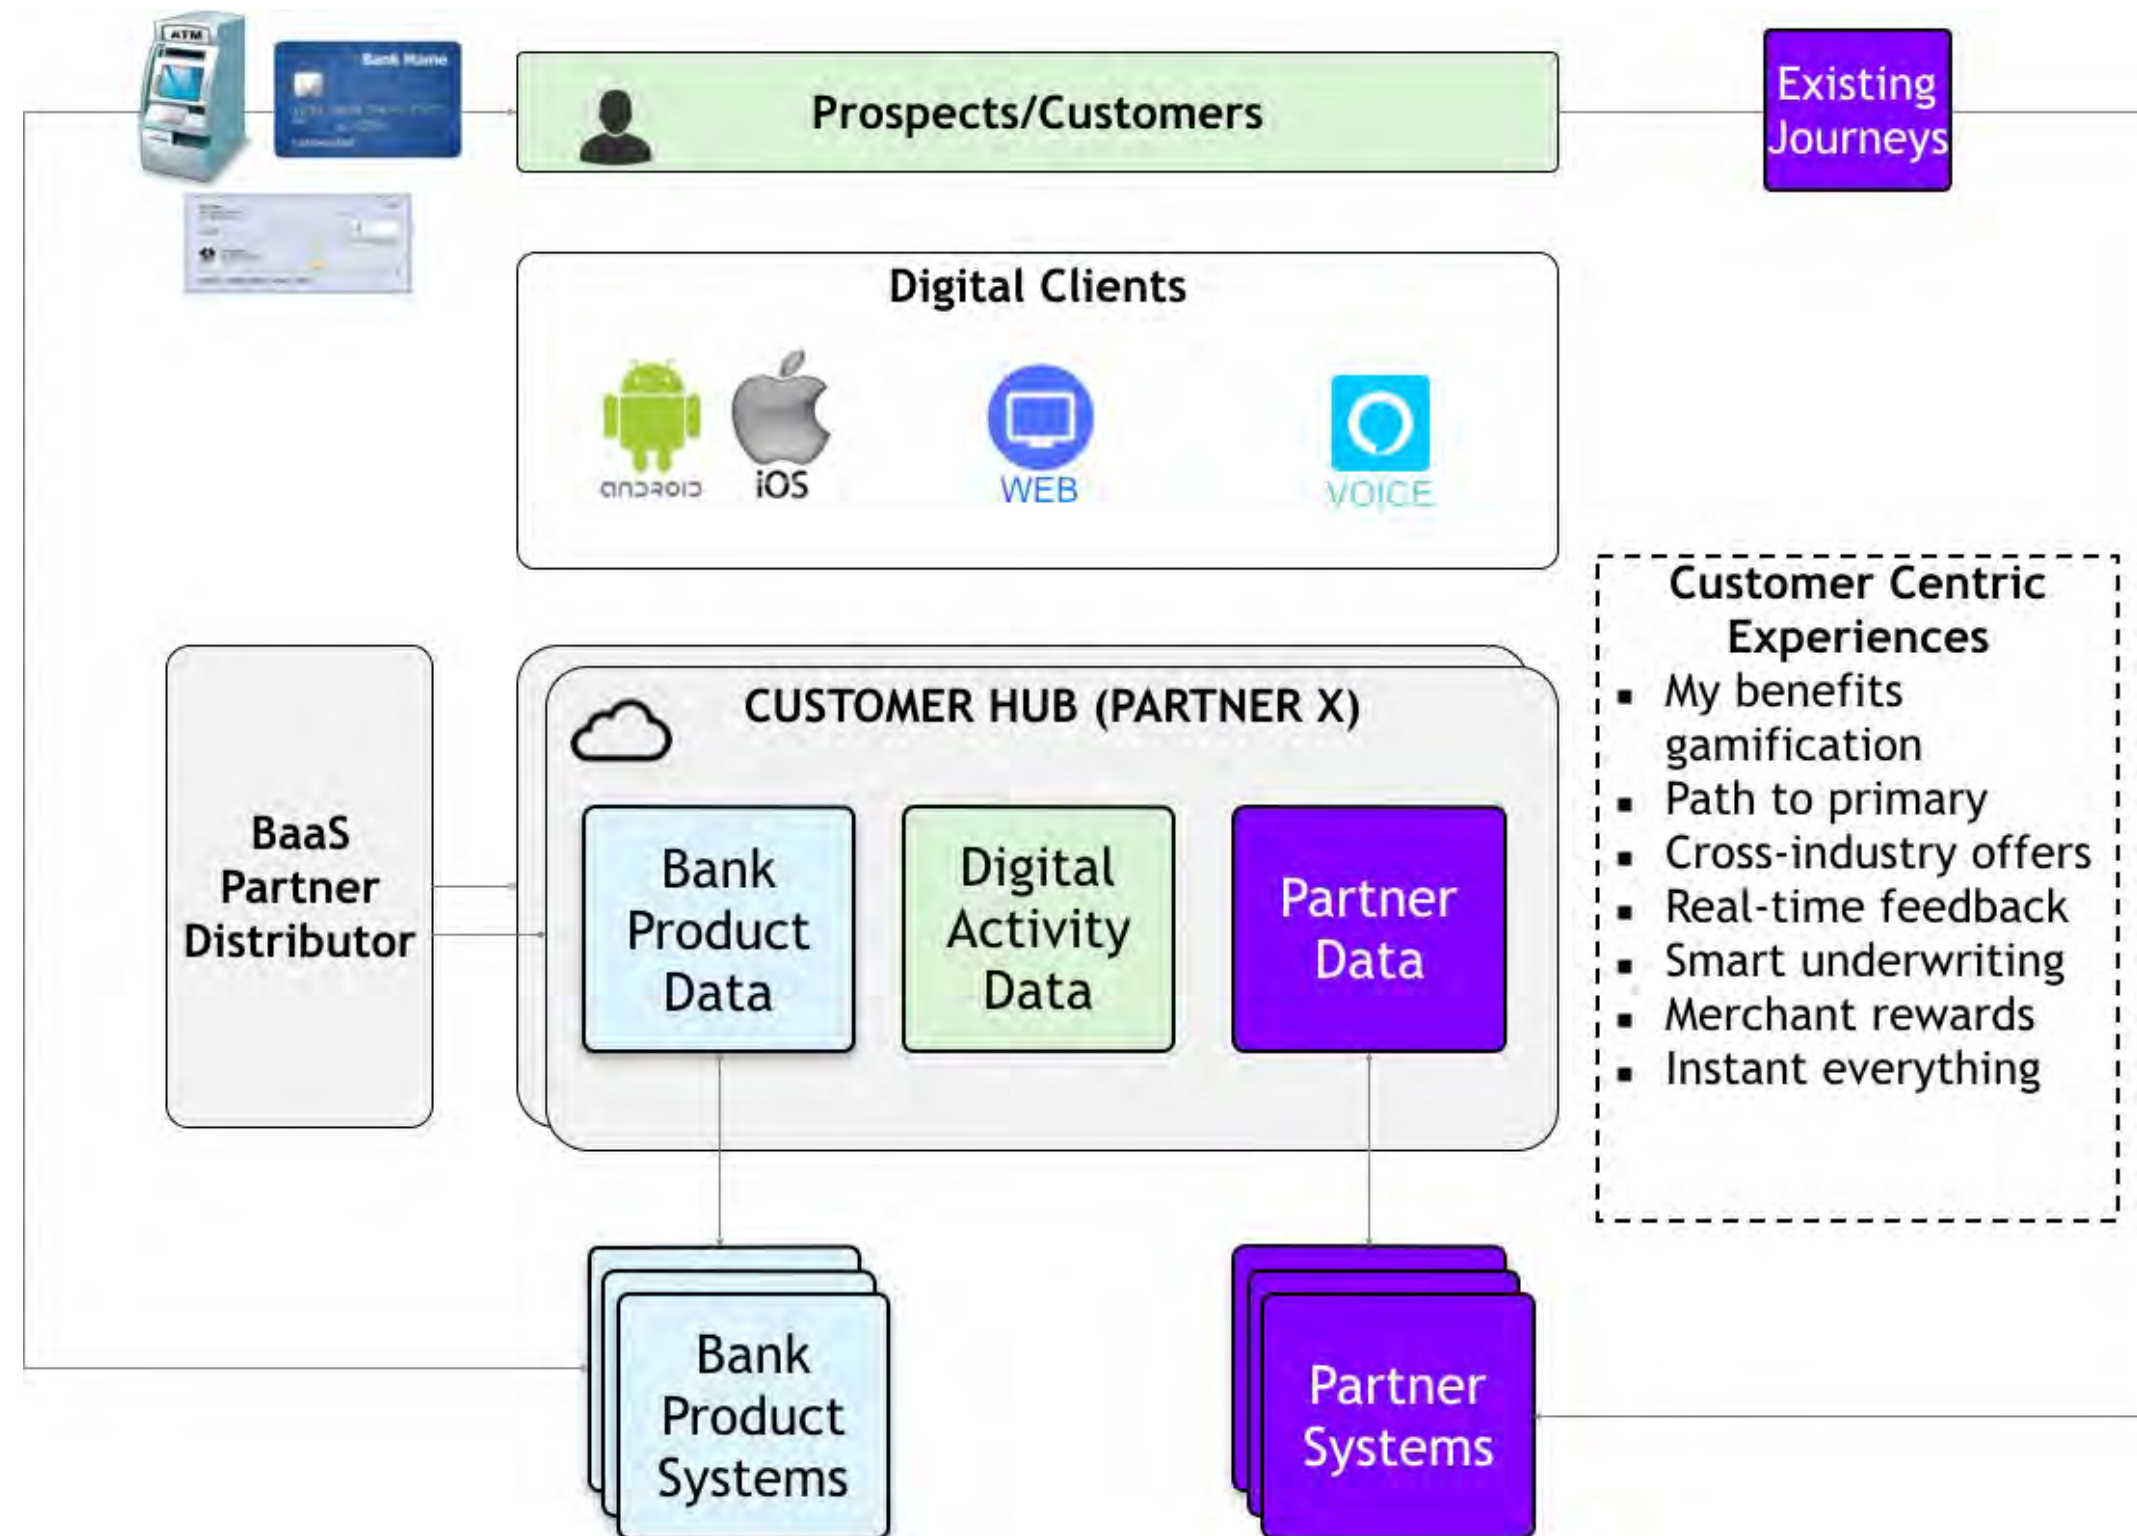 ATM
Bank Name
Prospects/Customers
Existing
Journeys
Digital Clients
ANDROID
iOS
WEB
VOICE
Customer Centric
Experiences
▪ My benefits
gamification
▪ Path to primary
▪ Cross-industry offers
▪ Real-time feedback
▪ Smart underwriting
▪ Merchant rewards
▪ Instant everything
BaaS
Partner
Distributor
CUSTOMER HUB (PARTNER X)
Bank
Product
Data
Digital
Activity
Data
Partner
Data
Bank
Product
Systems
Partner
Systems